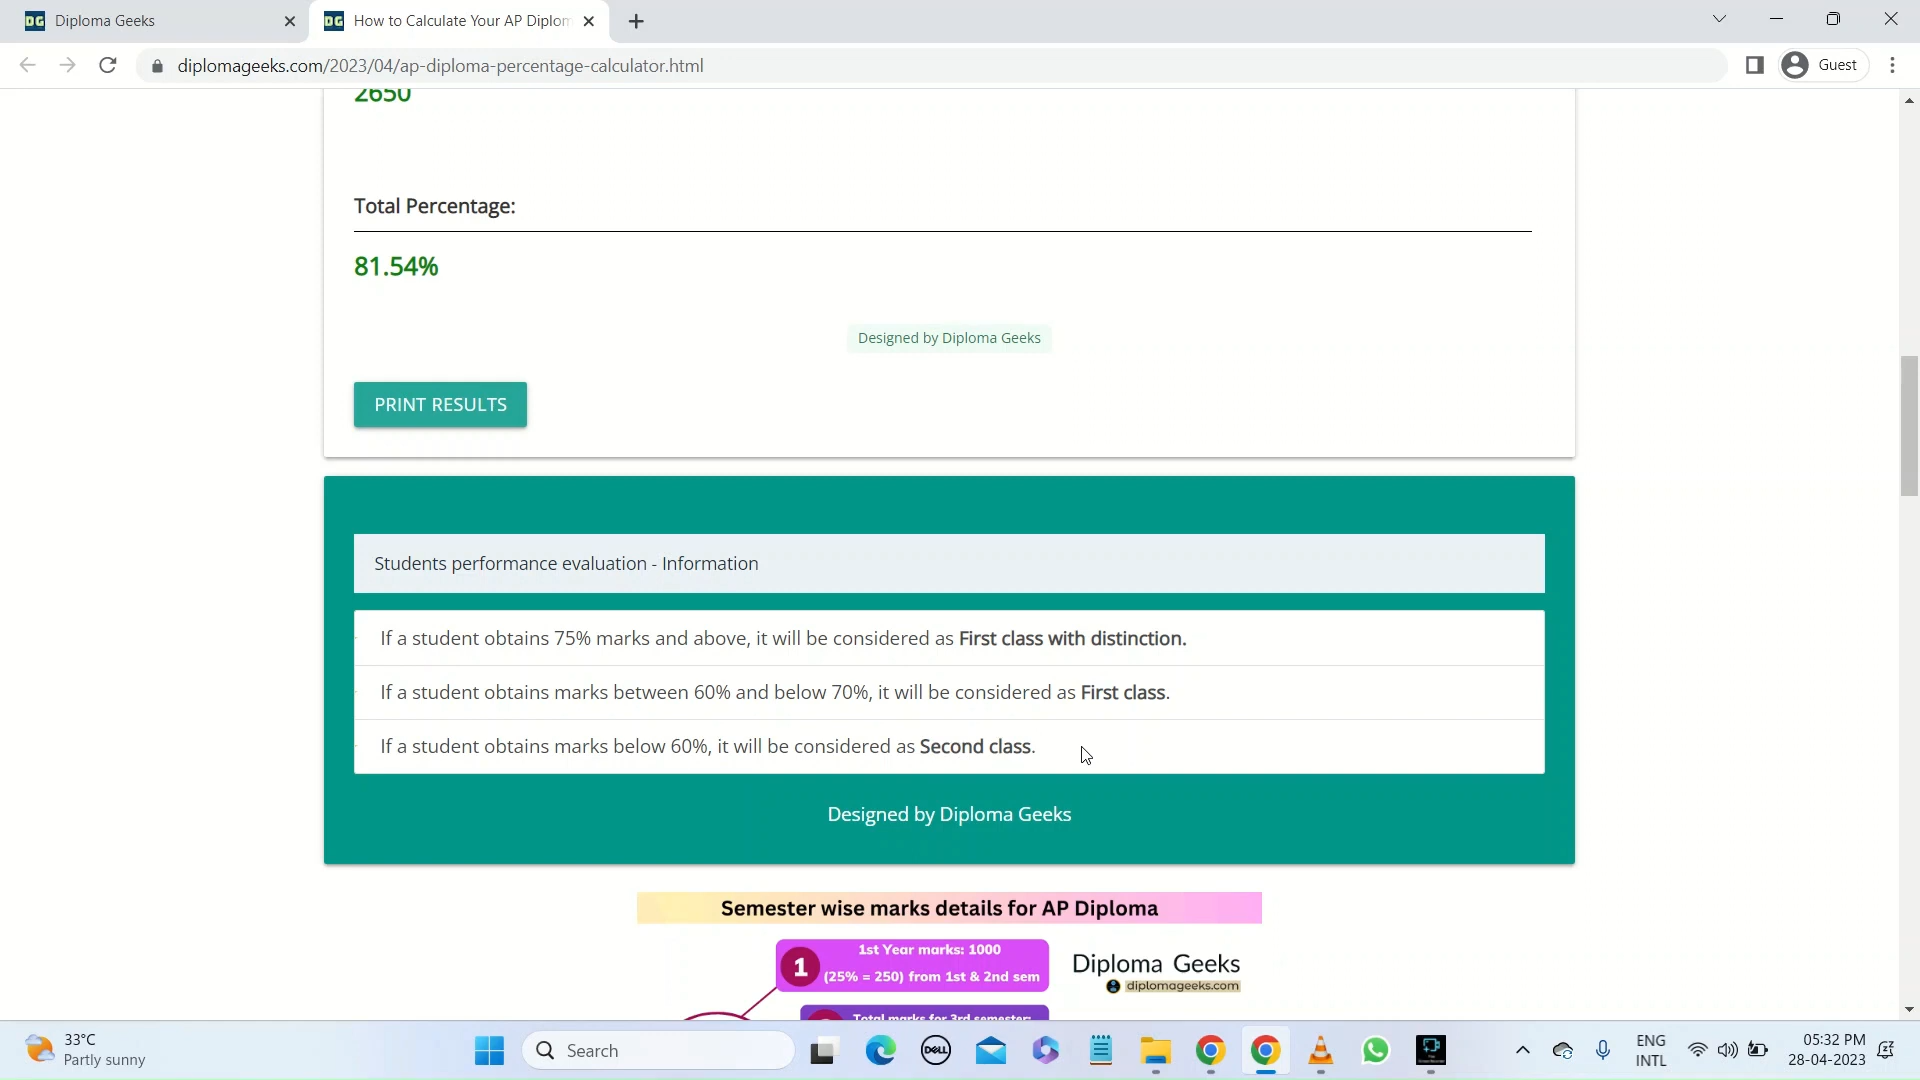 Diploma Geeks
How to Calculate Your AP Diplom
diplomageeks.com/2023/04/ap-diploma-percentage-calculator.html
Guest
2650
Total Percentage:
81.54%
Designed by Diploma Geeks
PRINT RESULTS
Students performance evaluation - Information
If a student obtains 75% marks and above, it will be considered as First class with distinction.
If a student obtains marks between 60% and below 70%, it will be considered as First class.
If a student obtains marks below 60%, it will be considered as Second class.
Designed by Diploma Geeks
Semester wise marks details for AP Diploma
1 1st Year marks: 1000
(25% = 250) from 1st & 2nd sem
Diploma Geeks
diplomageeks.com
Total marks for 3rd semester:
33°C
Partly sunny
Search
DELL
ENG
INTL
05:32 PM
28-04-2023